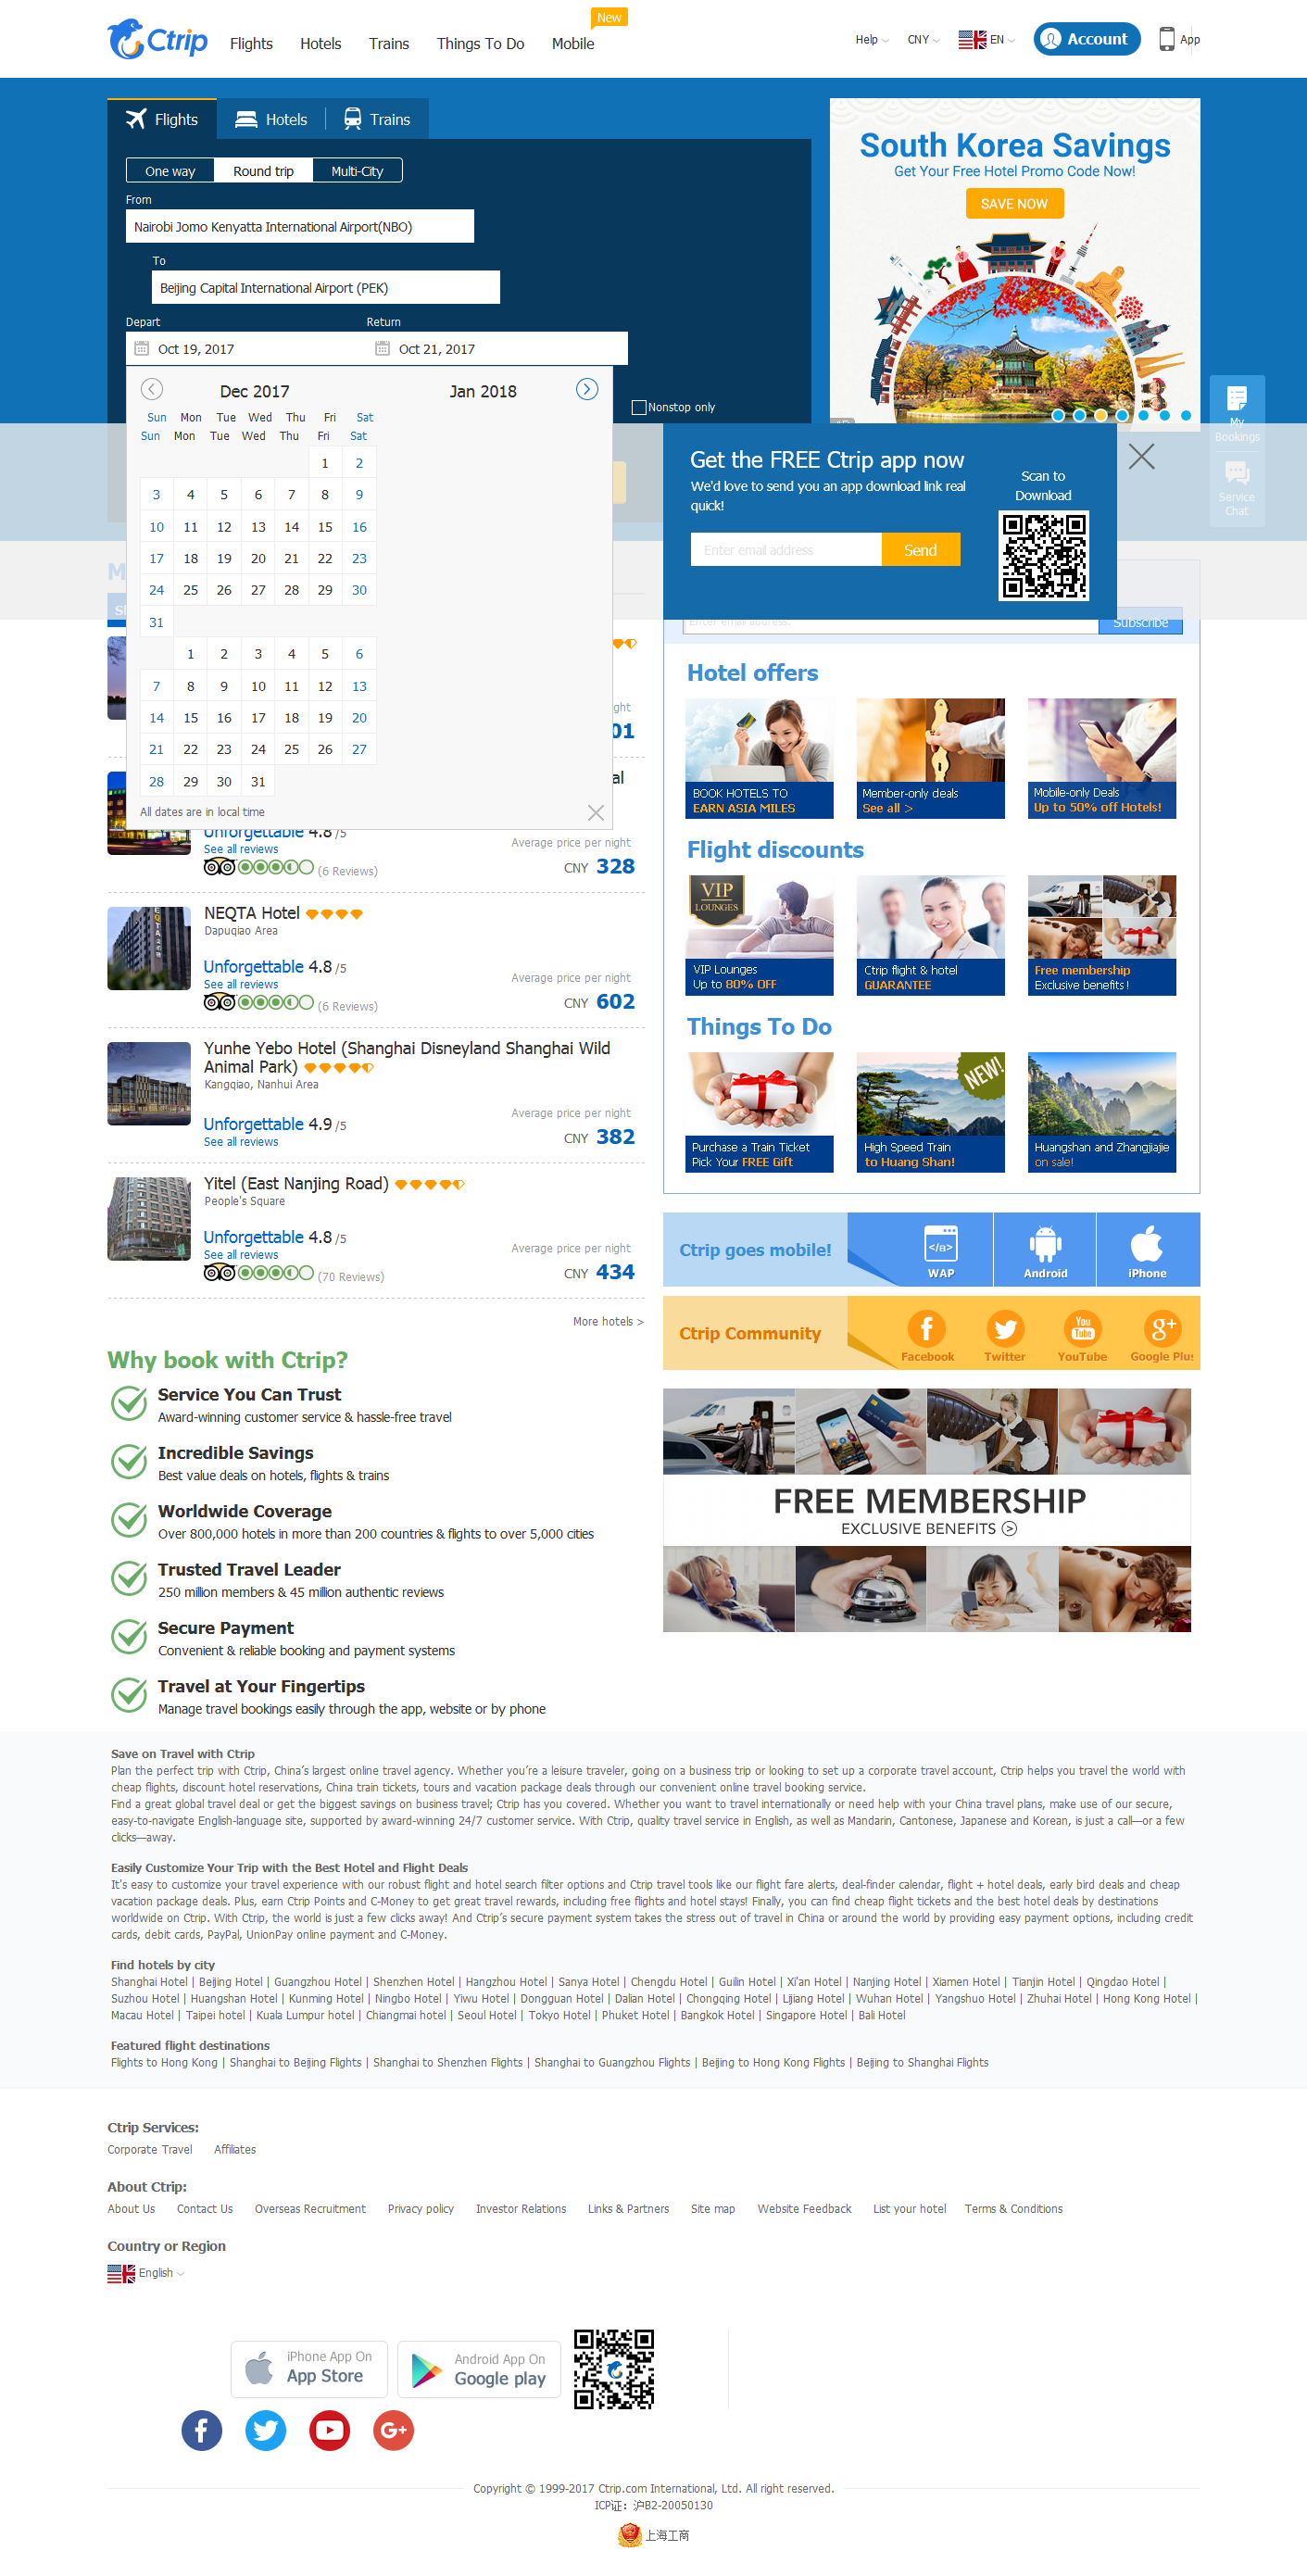 Ctrip
Flights
Hotels
Trains
Things To Do
Mobile
New
Help
CNY
EN
Account
App
Flights
Hotels
Trains
One way
Round trip
Multi-City
From
Nairobi Jomo Kenyatta International Airport(NBO)
To
Beijing Capital International Airport (PEK)
Depart
Return
Oct 19, 2017
Oct 21, 2017
Dec 2017
Jan 2018
Sun Mon Tue Wed Thu Fri Sat
Sun Mon Tue Wed Thu Fri Sat
1 2
3 4 5 6 7 8 9
10 11 12 13 14 15 16
17 18 19 20 21 22 23
24 25 26 27 28 29 30
31
1 2 3 4 5 6
7 8 9 10 11 12 13
14 15 16 17 18 19 20
21 22 23 24 25 26 27
28 29 30 31
All dates are in local time
Nonstop only
South Korea Savings
Get Your Free Hotel Promo Code Now!
SAVE NOW
AD
My
Bookings
Service
Chat
Get the FREE Ctrip app now
We'd love to send you an app download link real
quick!
Enter email address
Send
Scan to
Download
Enter email address.
Subscribe
Unforgettable 4.8 /5
See all reviews
(6 Reviews)
Average price per night
CNY 328
NEQTA Hotel
Dapuqiao Area
Unforgettable 4.8 /5
See all reviews
(6 Reviews)
Average price per night
CNY 602
Yunhe Yebo Hotel (Shanghai Disneyland Shanghai Wild
Animal Park)
Kangqiao, Nanhui Area
Unforgettable 4.9 /5
See all reviews
Average price per night
CNY 382
Yitel (East Nanjing Road)
People's Square
Unforgettable 4.8 /5
See all reviews
(70 Reviews)
Average price per night
CNY 434
More hotels >
Hotel offers
BOOK HOTELS TO
EARN ASIA MILES
Member-only deals
See all >
Mobile-only Deals
Up to 50% off Hotels!
Flight discounts
VIP
LOUNGES
VIP Lounges
Up to 80% OFF
Ctrip flight & hotel
GUARANTEE
Free membership
Exclusive benefits!
Things To Do
Purchase a Train Ticket
Pick Your FREE Gift
NEW!
High Speed Train
to Huang Shan!
Huangshan and Zhangjiajie
on sale!
Ctrip goes mobile!
WAP
Android
iPhone
Ctrip Community
Facebook
Twitter
YouTube
Google Plus
FREE MEMBERSHIP
EXCLUSIVE BENEFITS
Why book with Ctrip?
Service You Can Trust
Award-winning customer service & hassle-free travel
Incredible Savings
Best value deals on hotels, flights & trains
Worldwide Coverage
Over 800,000 hotels in more than 200 countries & flights to over 5,000 cities
Trusted Travel Leader
250 million members & 45 million authentic reviews
Secure Payment
Convenient & reliable booking and payment systems
Travel at Your Fingertips
Manage travel bookings easily through the app, website or by phone
Save on Travel with Ctrip
Plan the perfect trip with Ctrip, China's largest online travel agency. Whether you're a leisure traveler, going on a business trip or looking to set up a corporate travel account, Ctrip helps you travel the world with
cheap flights, discount hotel reservations, China train tickets, tours and vacation package deals through our convenient online travel booking service.
Find a great global travel deal or get the biggest savings on business travel; Ctrip has you covered. Whether you want to travel internationally or need help with your China travel plans, make use of our secure,
easy-to-navigate English-language site, supported by award-winning 24/7 customer service. With Ctrip, quality travel service in English, as well as Mandarin, Cantonese, Japanese and Korean, is just a call—or a few
clicks—away.
Easily Customize Your Trip with the Best Hotel and Flight Deals
It's easy to customize your travel experience with our robust flight and hotel search filter options and Ctrip travel tools like our flight fare alerts, deal-finder calendar, flight + hotel deals, early bird deals and cheap
vacation package deals. Plus, earn Ctrip Points and C-Money to get great travel rewards, including free flights and hotel stays! Finally, you can find cheap flight tickets and the best hotel deals by destinations
worldwide on Ctrip. With Ctrip, the world is just a few clicks away! And Ctrip's secure payment system takes the stress out of travel in China or around the world by providing easy payment options, including credit
cards, debit cards, PayPal, UnionPay online payment and C-Money.
Find hotels by city
Shanghai Hotel | Beijing Hotel | Guangzhou Hotel | Shenzhen Hotel | Hangzhou Hotel | Sanya Hotel | Chengdu Hotel | Guilin Hotel | Xi'an Hotel | Nanjing Hotel | Xiamen Hotel | Tianjin Hotel | Qingdao Hotel |
Suzhou Hotel | Huangshan Hotel | Kunming Hotel | Ningbo Hotel | Yiwu Hotel | Dongguan Hotel | Dalian Hotel | Chongqing Hotel | Lijiang Hotel | Wuhan Hotel | Yangshuo Hotel | Zhuhai Hotel | Hong Kong Hotel |
Macau Hotel | Taipei hotel | Kuala Lumpur hotel | Chiangmai hotel | Seoul Hotel | Tokyo Hotel | Phuket Hotel | Bangkok Hotel | Singapore Hotel | Bali Hotel
Featured flight destinations
Flights to Hong Kong | Shanghai to Beijing Flights | Shanghai to Shenzhen Flights | Shanghai to Guangzhou Flights | Beijing to Hong Kong Flights | Beijing to Shanghai Flights
Ctrip Services:
Corporate Travel
Affiliates
About Ctrip:
About Us
Contact Us
Overseas Recruitment
Privacy policy
Investor Relations
Links & Partners
Site map
Website Feedback
List your hotel
Terms & Conditions
Country or Region
English
iPhone App On
App Store
Android App On
Google play
Copyright © 1999-2017 Ctrip.com International, Ltd. All right reserved.
ICP证：沪B2-20050130
上海工商